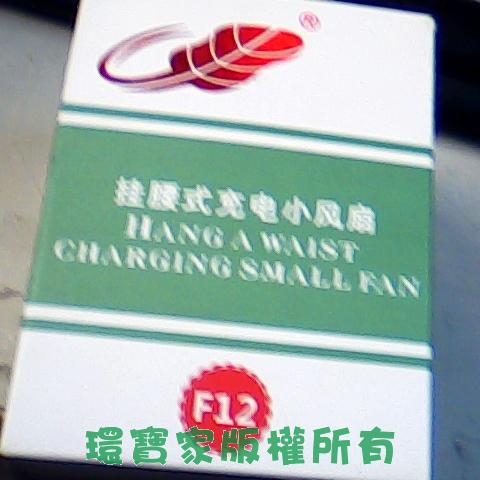 ®
挂腰式充电小风扇
HANG A WAIST
CHARGING SMALL FAN
F12
環寶家版權所有